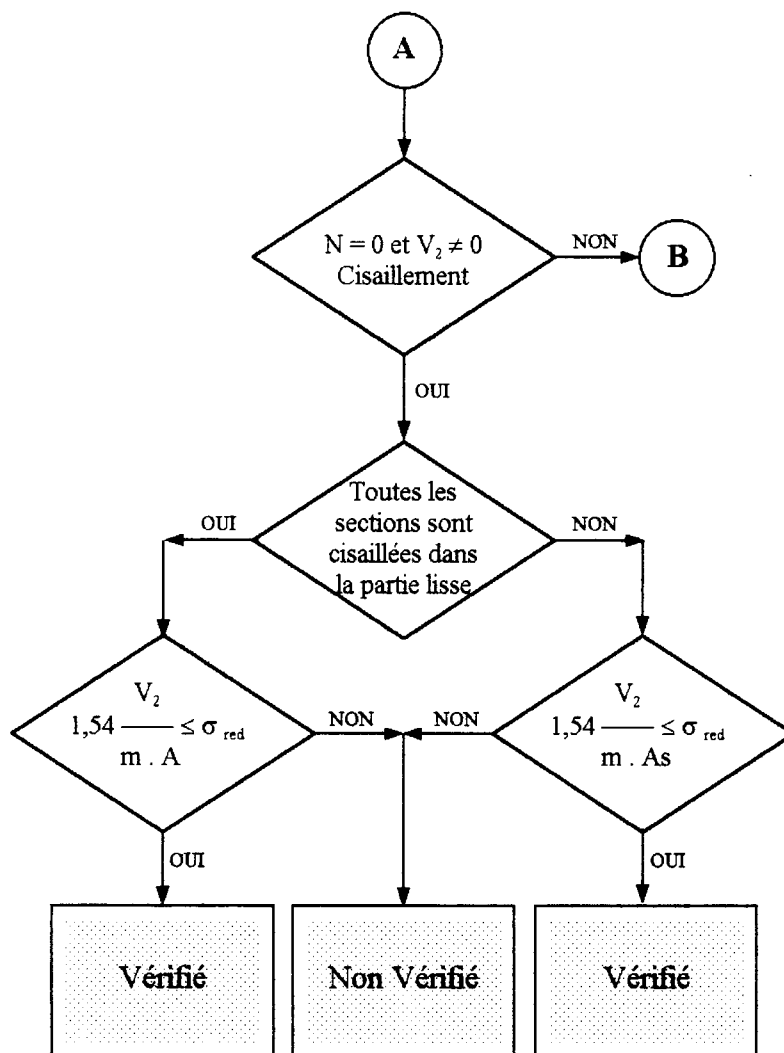 A
N = 0 et V₂ ≠ 0
Cisaillement
NON
B
OUI
Toutes les
sections sont
cisaillées dans
la partie lisse
OUI
NON
V₂
1,54 —— ≤ σ red
m . A
NON
NON
V₂
1,54 —— ≤ σ red
m . As
OUI
OUI
Vérifié
Non Vérifié
Vérifié